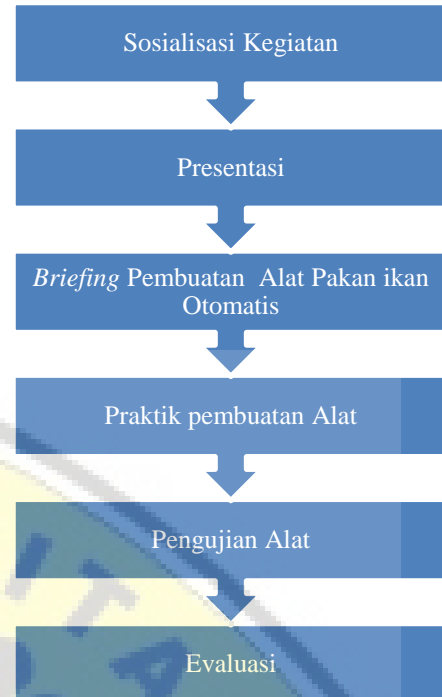 Sosialisasi Kegiatan
Presentasi
Briefing Pembuatan Alat Pakan ikan
Otomatis
Praktik pembuatan Alat
Pengujian Alat
Evaluasi